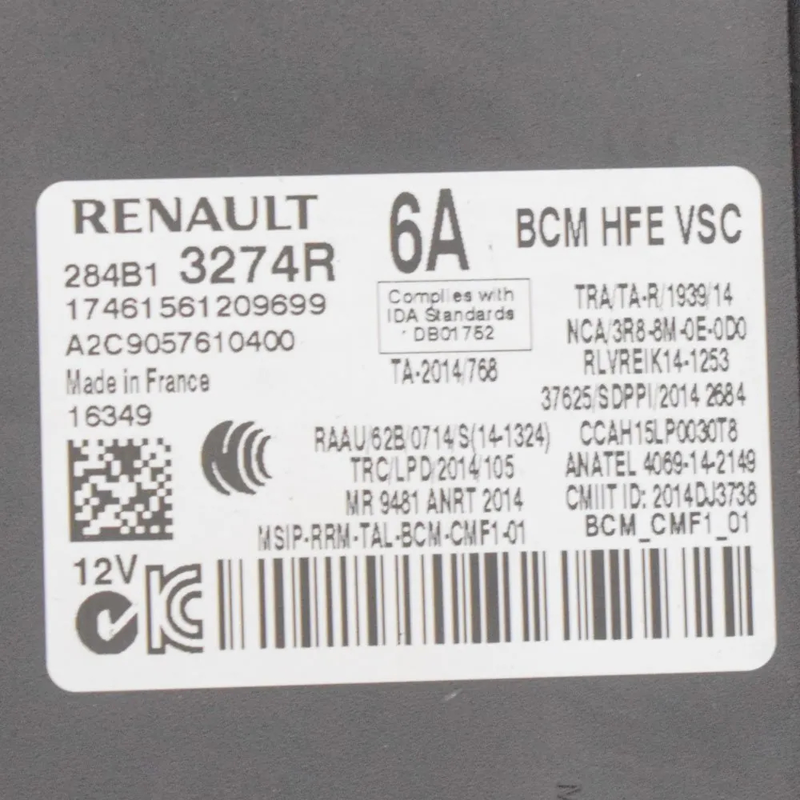 RENAULT
6A
BCM HFE VSC
284B1 3274R
17461561209699
A2C9057610400
Made in France
16349
Complies with
IDA Standards
DB01752
TA-2014/768
TRA/TA-R/1939/14
NCA/3R8-8M-0E-0D0
RLVREIK14-1253
37625/SDPPI/2014 2684
RAAU/62B/0714/S(14-1324)
CCAH15LP0030T8
TRC/LPD/2014/105
ANATEL 4069-14-2149
MR 9481 ANRT 2014
CMIIT ID: 2014DJ3738
MSIP-RRM-TAL-BCM-CMF1-01
BCM_CMF1_01
12V